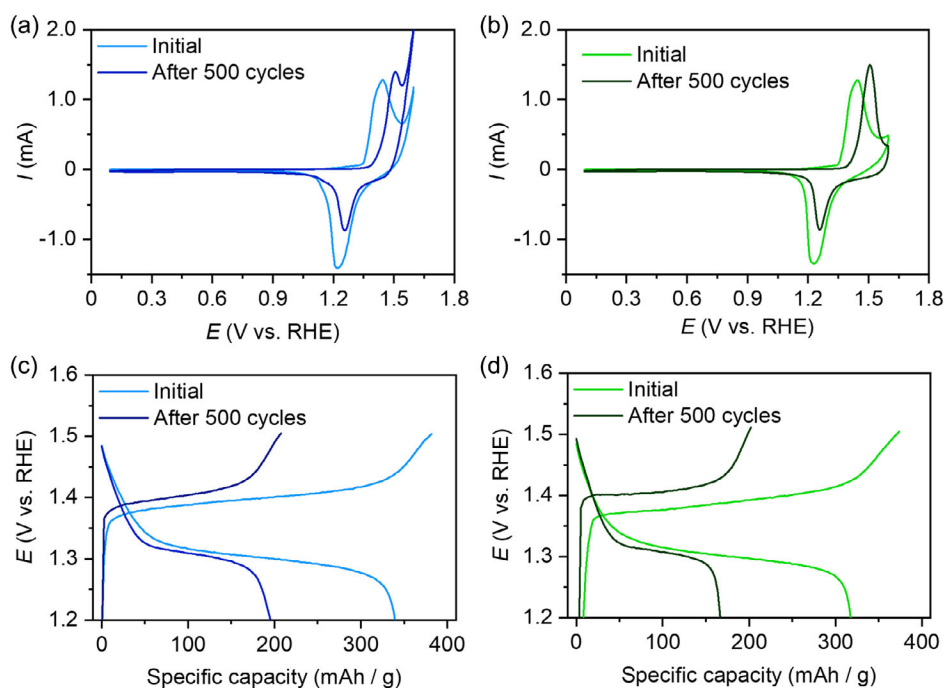 (a)
2.0
Initial
After 500 cycles
1.0
0
-1.0
I (mA)
0 0.3 0.6 0.9 1.2 1.5 1.8
E (V vs. RHE)
(b)
2.0
Initial
After 500 cycles
1.0
0
-1.0
I (mA)
0 0.3 0.6 0.9 1.2 1.5 1.8
E (V vs. RHE)
(c)
1.6
Initial
After 500 cycles
1.5
1.4
1.3
1.2
E (V vs. RHE)
0 100 200 300 400
Specific capacity (mAh / g)
(d)
1.6
Initial
After 500 cycles
1.5
1.4
1.3
1.2
E (V vs. RHE)
0 100 200 300 400
Specific capacity (mAh / g)